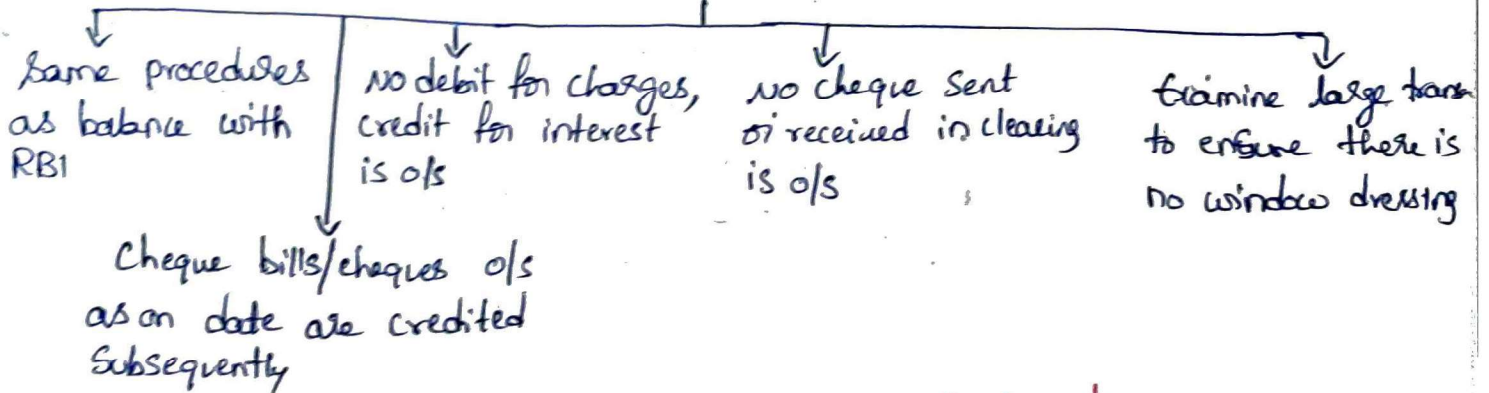 Same procedures
as balance with
RBI
No debit for charges,
credit for interest
is o/s
No cheque sent
or received in clearing
is o/s
Examine large trans
to ensure there is
no window dressing
Cheque bills/cheques o/s
as on date are credited
Subsequently